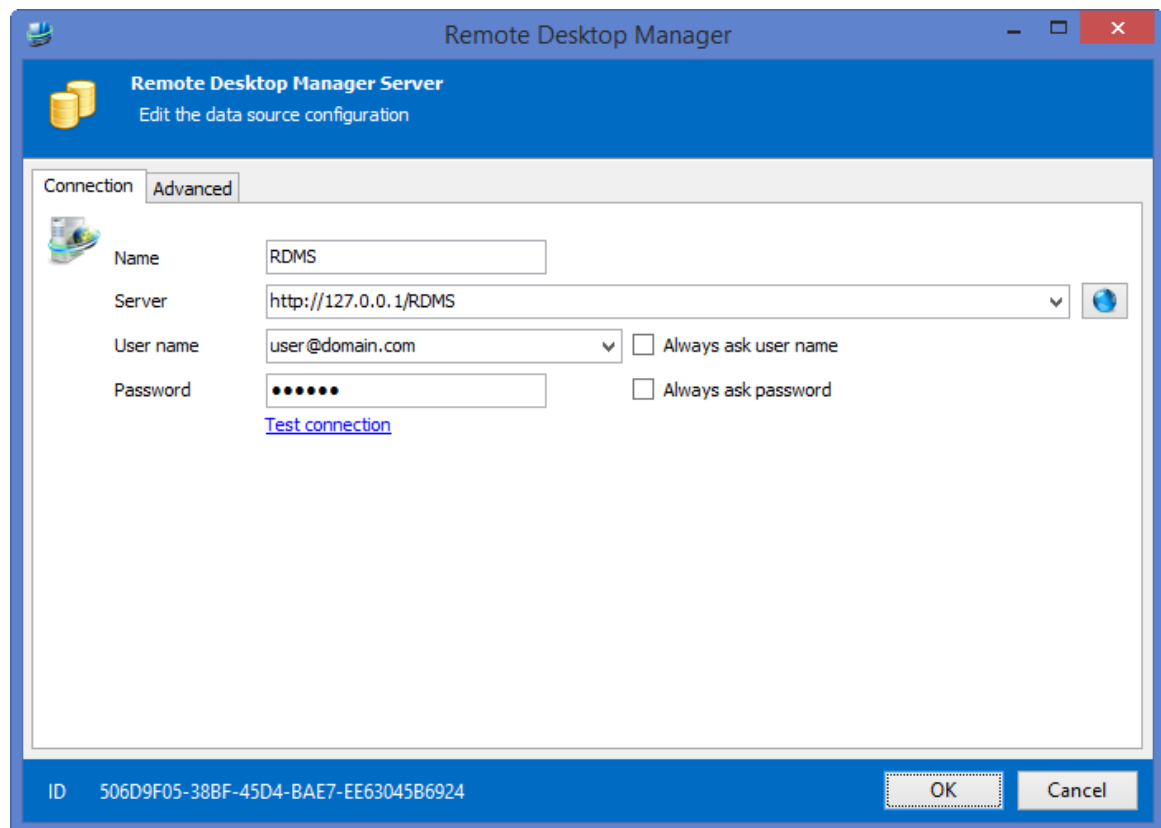 Remote Desktop Manager
Remote Desktop Manager Server
Edit the data source configuration
Connection Advanced
Name RDMS
Server http://127.0.0.1/RDMS
User name user@domain.com Always ask user name
Password •••••• Always ask password
Test connection
ID 506D9F05-38BF-45D4-BAE7-EE63045B6924 OK Cancel